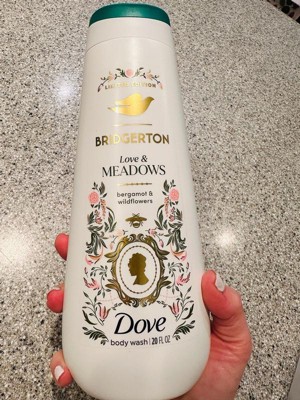 LIMITED EDITION
BRIDGERTON
Love &
MEADOWS
bergamot &
wildflowers
Dove
body wash | 20 FL OZ